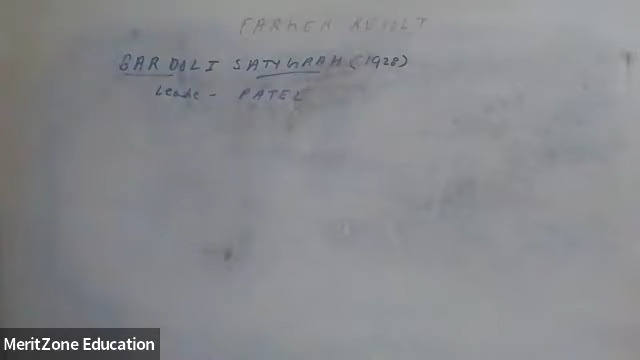 FARMER REVOLT
BARDOLI SATYGRAH (1928)
Leade - PATEL
MeritZone Education